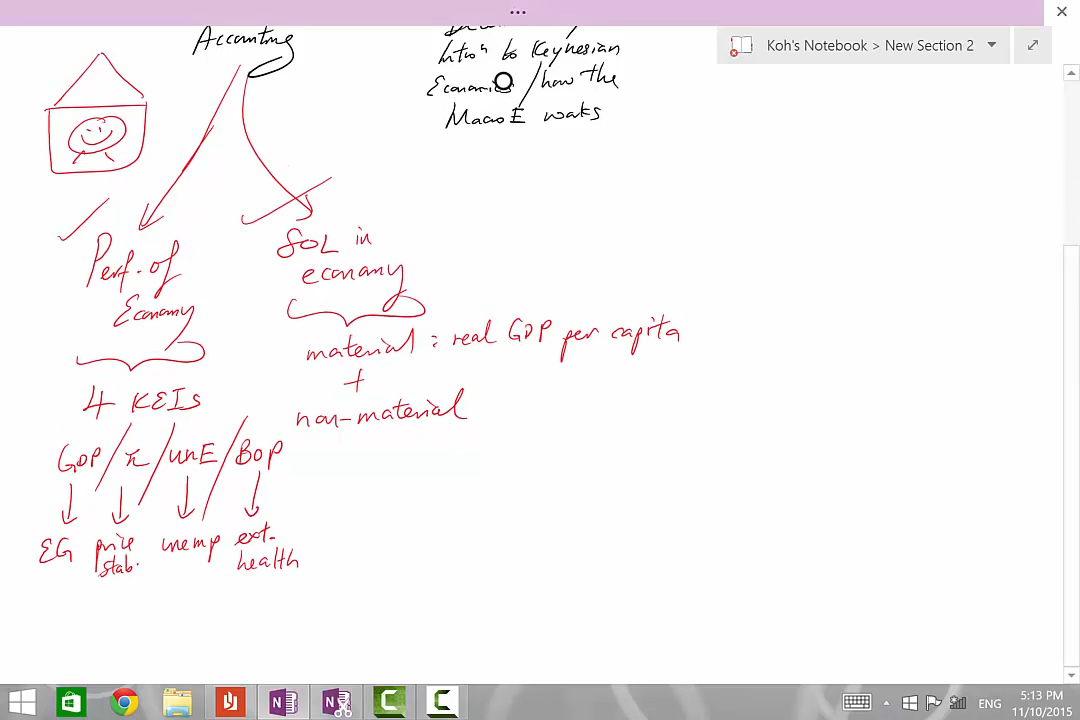 Accounting
Introⁿ to Keynesian
/how the
MacroE works
Koh's Notebook > New Section 2
Perf. of
Economy
SOL in
economy
material : real GDP per capita
+
non-material
4 KEIs
GDP / π / unE / BOP
EG price stab. unemp ext- health
ENG
5:13 PM
11/10/2015